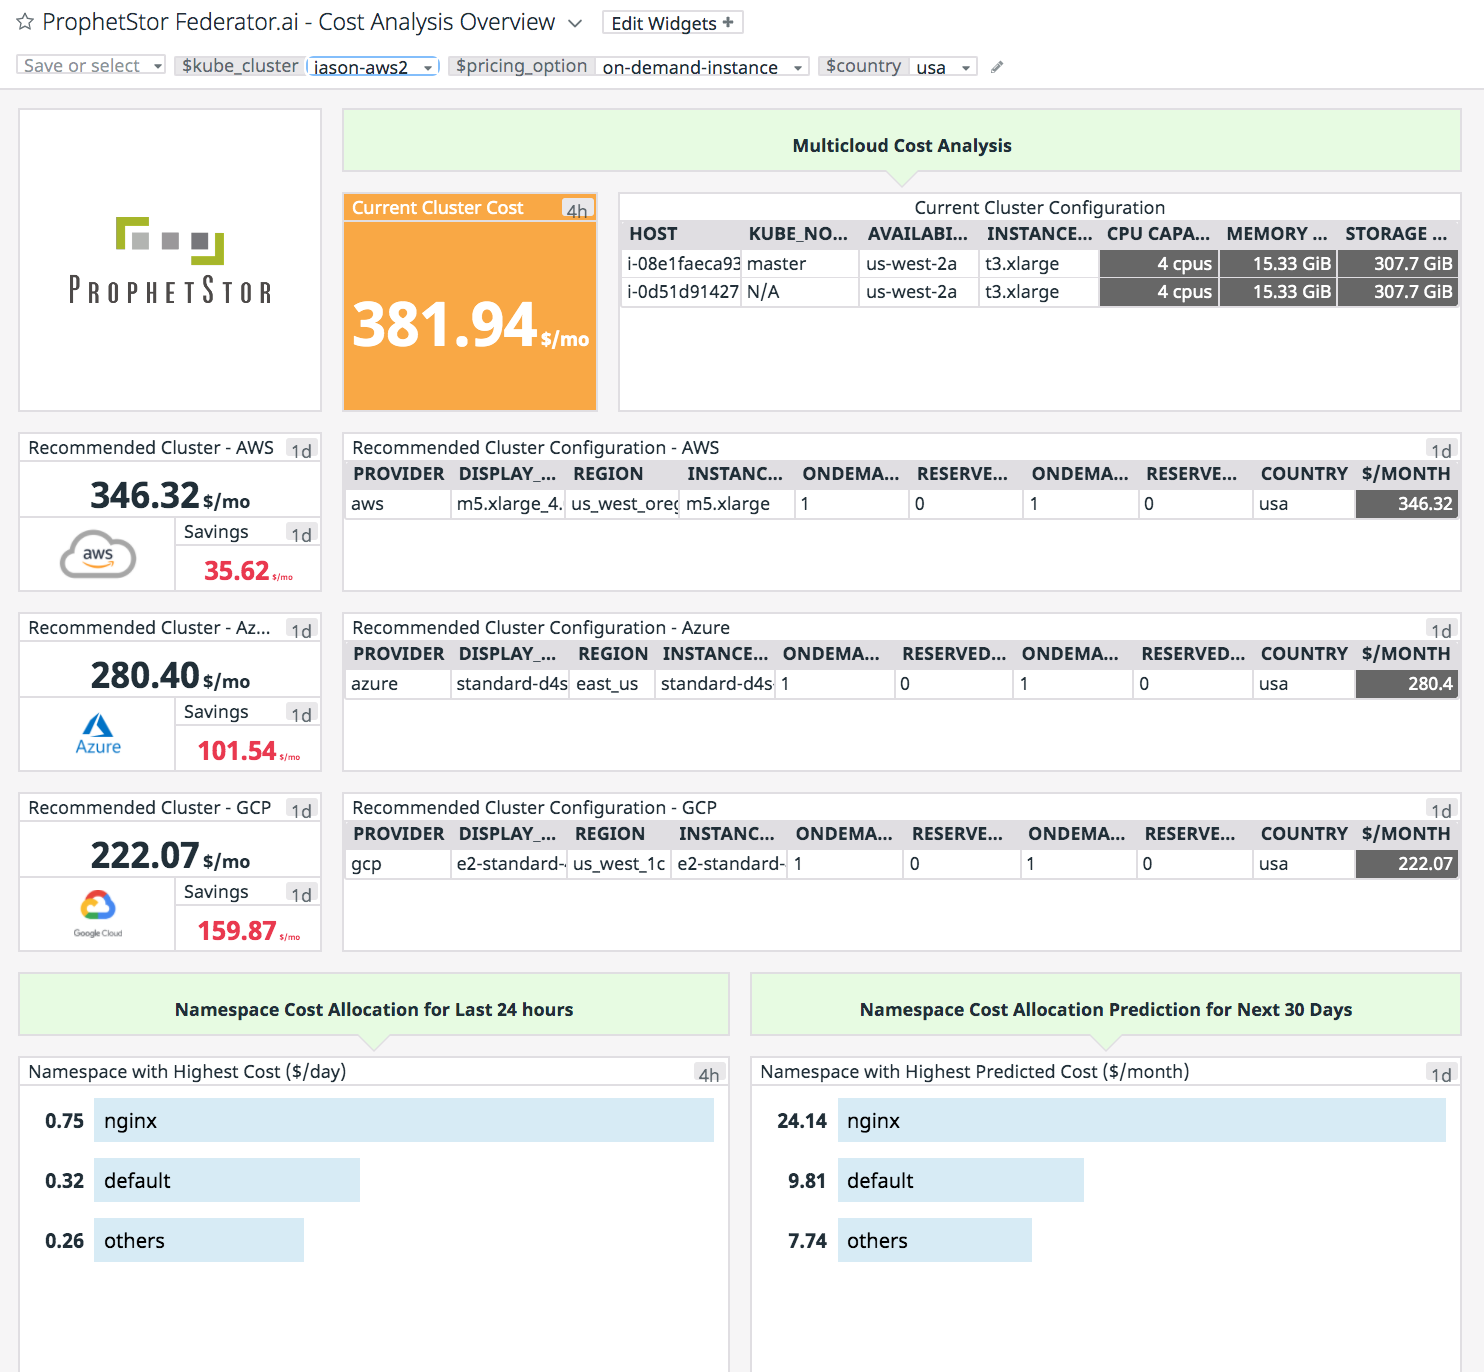 ProphetStor Federator.ai - Cost Analysis Overview
Edit Widgets +
Save or select
$kube_cluster jason-aws2
$pricing_option on-demand-instance
$country usa
PROPHETSTOR
Multicloud Cost Analysis
Current Cluster Cost 4h
381.94 $/mo
Current Cluster Configuration
HOST KUBE_NO... AVAILABI... INSTANCE... CPU CAPA... MEMORY ... STORAGE ...
i-08e1faeca93 master us-west-2a t3.xlarge 4 cpus 15.33 GiB 307.7 GiB
i-0d51d91427 N/A us-west-2a t3.xlarge 4 cpus 15.33 GiB 307.7 GiB
Recommended Cluster - AWS 1d
346.32 $/mo
aws
Savings 1d
35.62 $/mo
Recommended Cluster Configuration - AWS 1d
PROVIDER DISPLAY_... REGION INSTANC... ONDEMA... RESERVE... ONDEMA... RESERVE... COUNTRY $/MONTH
aws m5.xlarge_4. us_west_oreg m5.xlarge 1 0 1 0 usa 346.32
Recommended Cluster - Az... 1d
280.40 $/mo
Azure
Savings 1d
101.54 $/mo
Recommended Cluster Configuration - Azure 1d
PROVIDER DISPLAY_... REGION INSTANCE... ONDEMA... RESERVED... ONDEMA... RESERVED... COUNTRY $/MONTH
azure standard-d4s east_us standard-d4s- 1 0 1 0 usa 280.4
Recommended Cluster - GCP 1d
222.07 $/mo
Google Cloud
Savings 1d
159.87 $/mo
Recommended Cluster Configuration - GCP 1d
PROVIDER DISPLAY_... REGION INSTANC... ONDEMA... RESERVE... ONDEMA... RESERVE... COUNTRY $/MONTH
gcp e2-standard- us_west_1c e2-standard- 1 0 1 0 usa 222.07
Namespace Cost Allocation for Last 24 hours
Namespace with Highest Cost ($/day) 4h
0.75 nginx
0.32 default
0.26 others
Namespace Cost Allocation Prediction for Next 30 Days
Namespace with Highest Predicted Cost ($/month) 1d
24.14 nginx
9.81 default
7.74 others